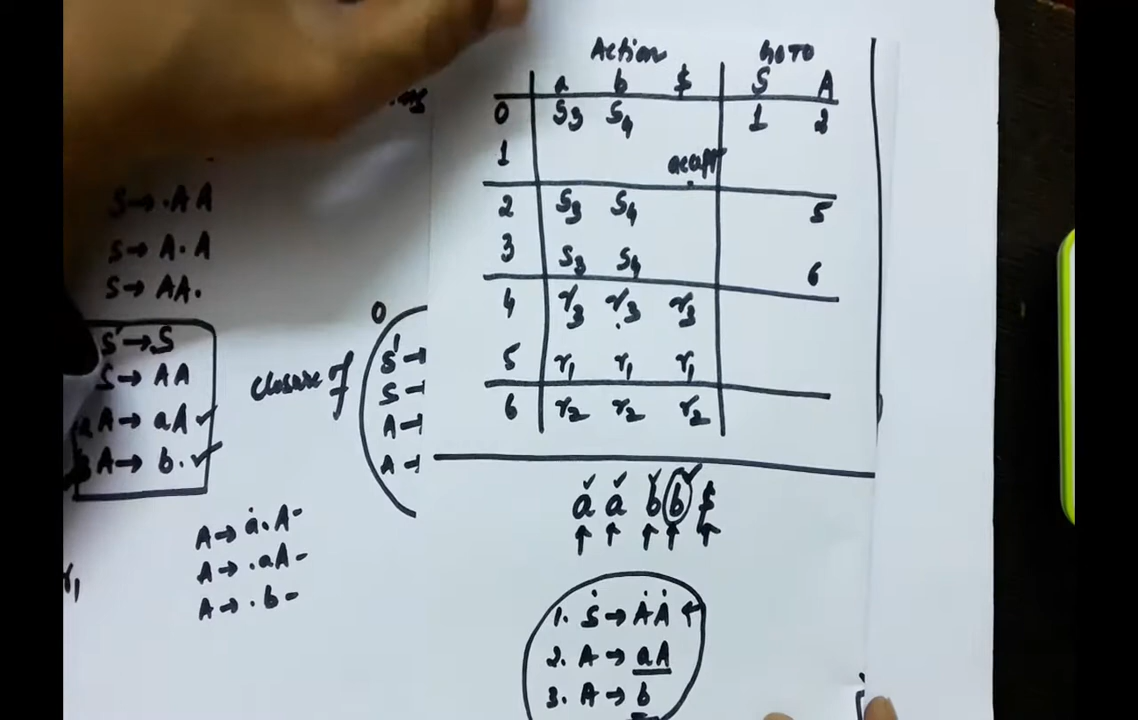 Action GOTO
a b $ S A
0 S3 S4 1 2
1 accept
2 S3 S4 5
3 S3 S4 6
4 r3 r3 r3
5 r1 r1 r1
6 r2 r2 r2
S→ .AA
S→ A.A
S→ AA.
S'→S
S→ AA
A→ aA ✓
A→ b. ✓
A→ a.A-
A→ .aA-
A→ .b-
r1
0
closure of
S'→
S→
A→
A→
a a b b $
↑ ↑ ↑ ↑ ↑
1. S→AA ←
2. A→ aA
3. A→ b